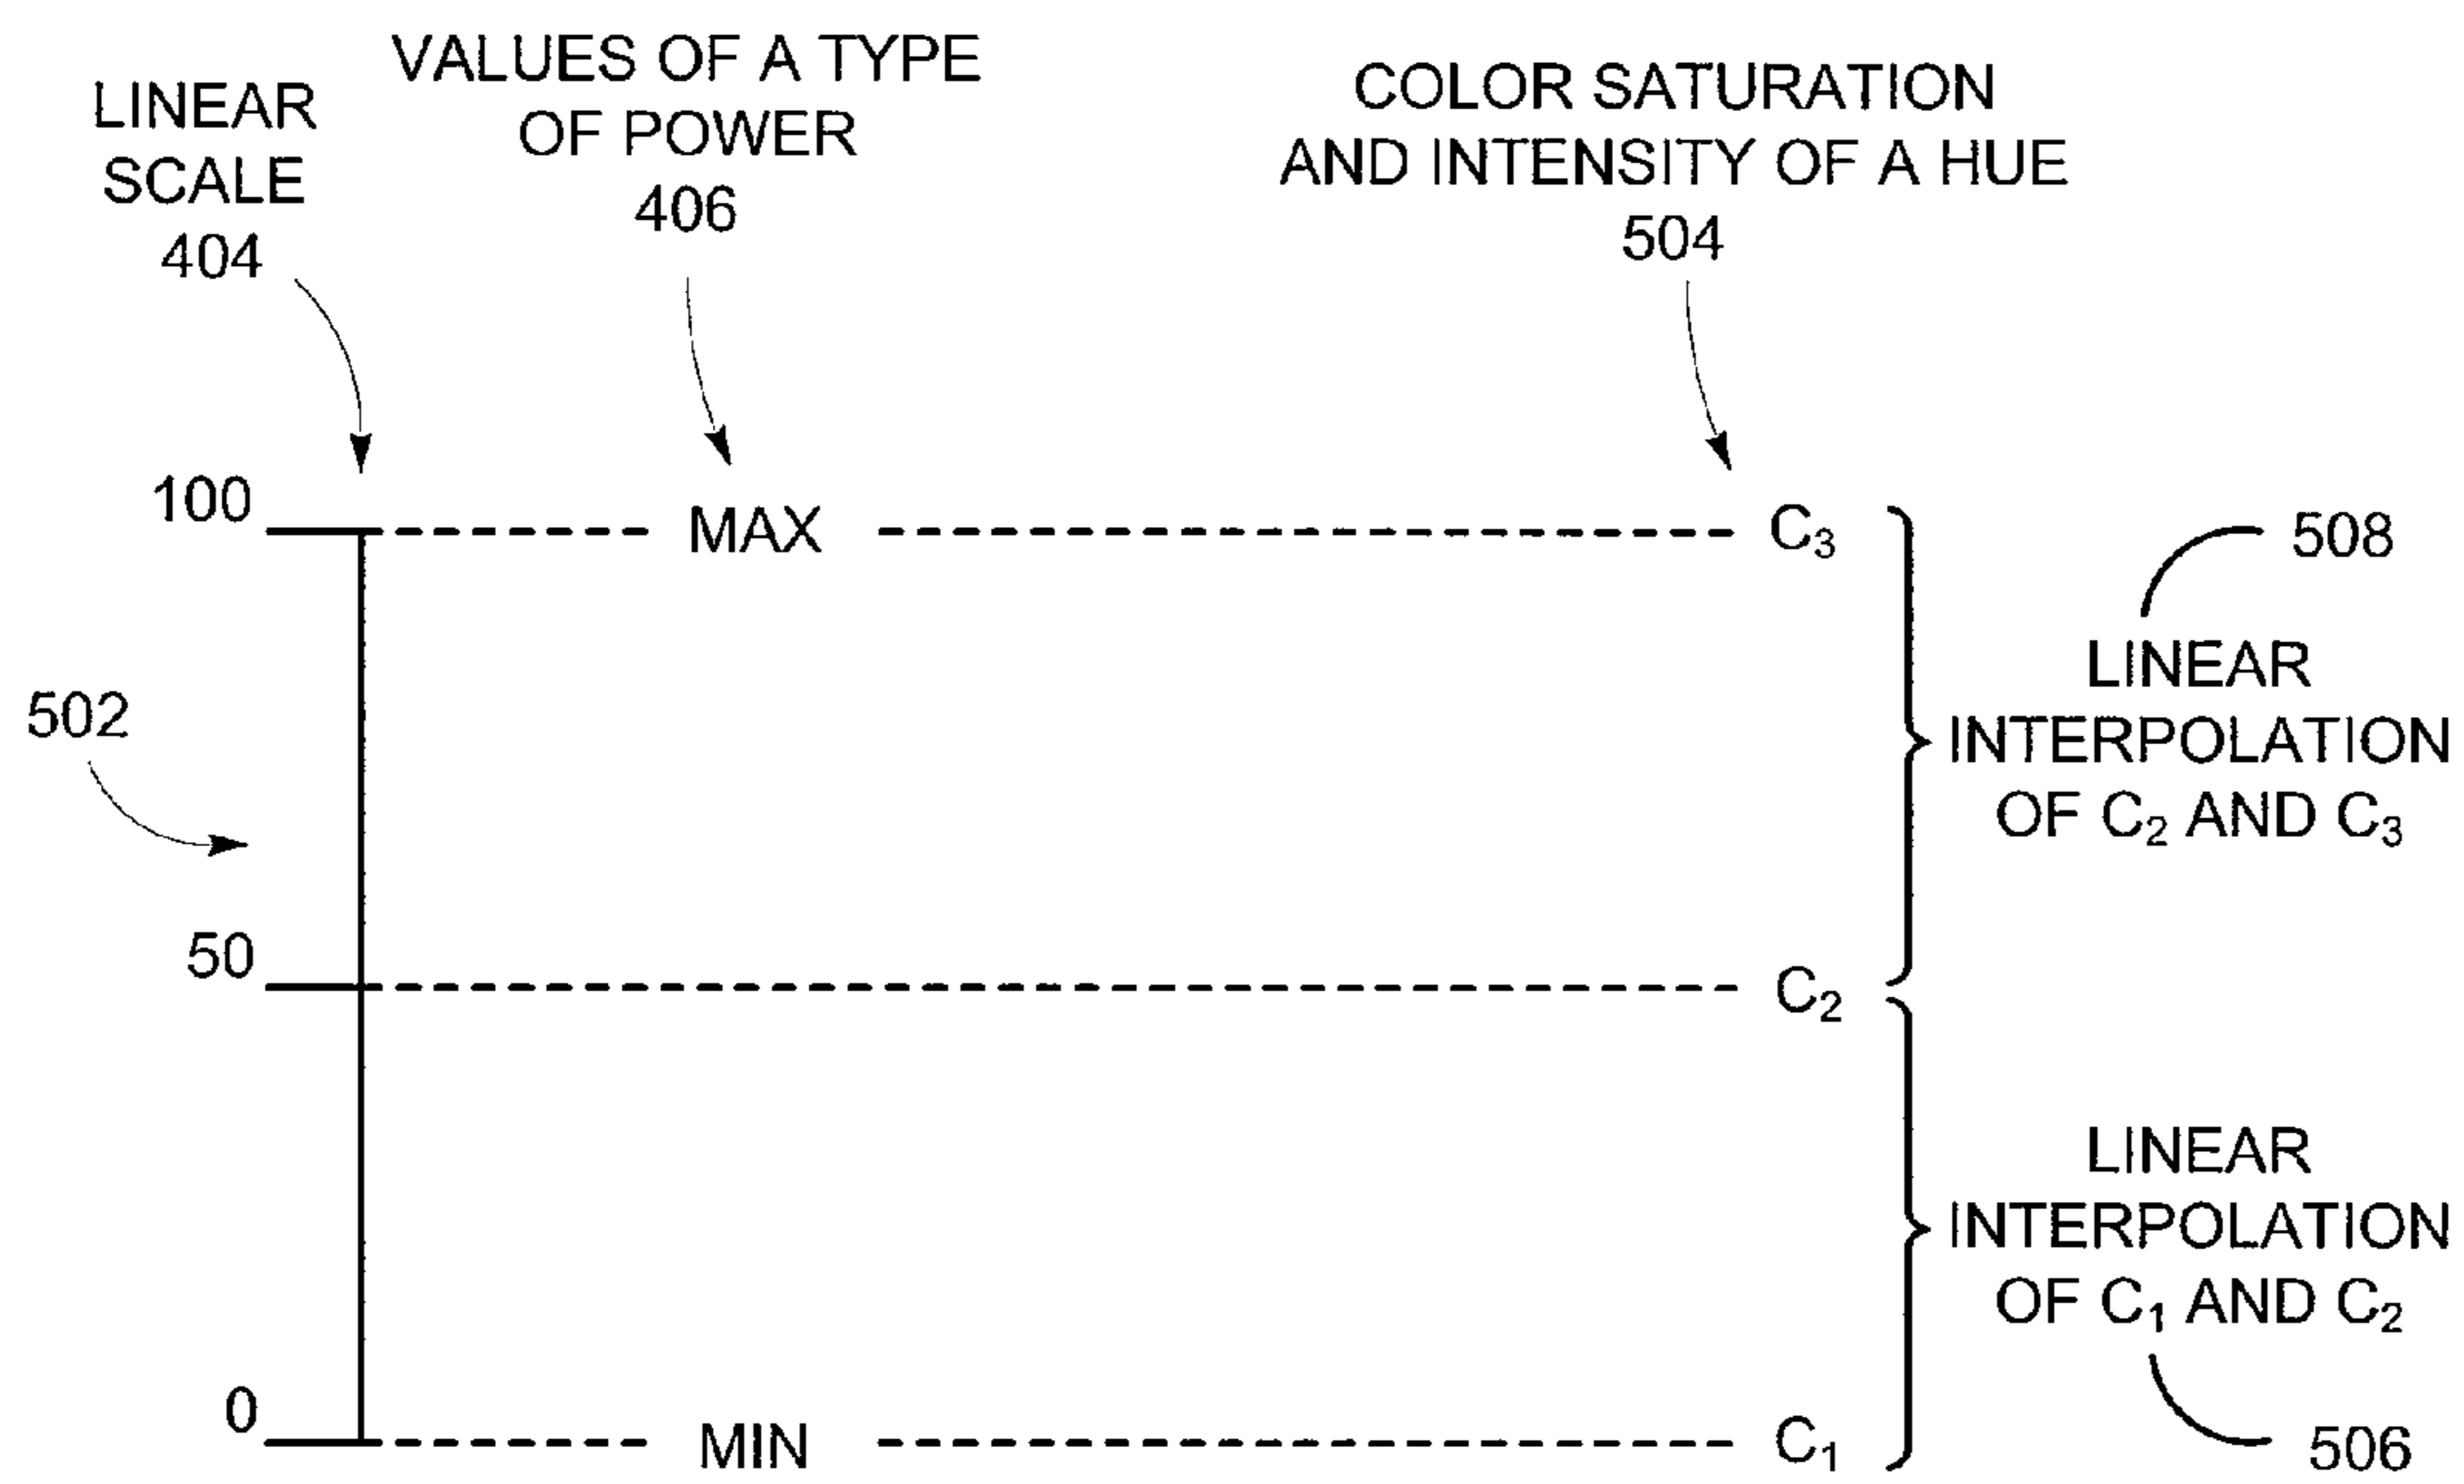 LINEAR
SCALE
404
VALUES OF A TYPE
OF POWER
406
COLOR SATURATION
AND INTENSITY OF A HUE
504
100
MAX
C₃
508
LINEAR
INTERPOLATION
OF C₂ AND C₃
502
50
C₂
LINEAR
INTERPOLATION
OF C₁ AND C₂
506
0
MIN
C₁